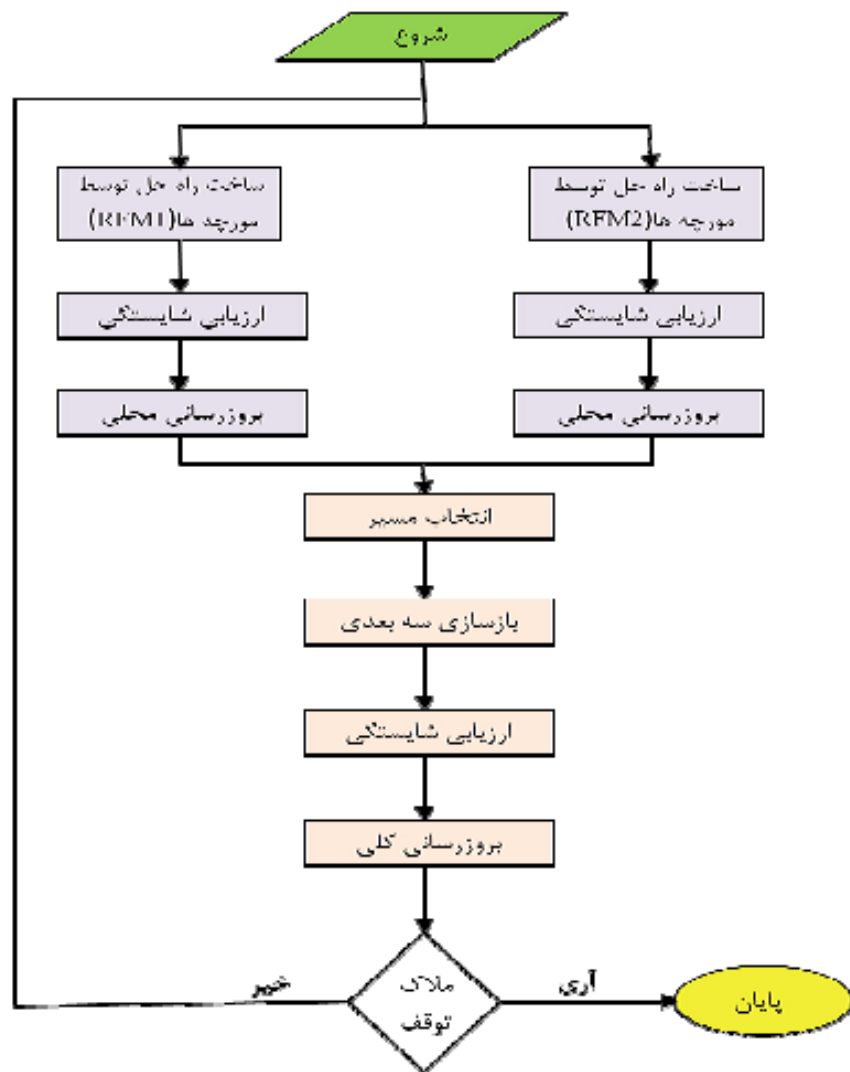 شروع
ساخت راه حل توسط
مورچه ها(RFM1)
ساخت راه حل توسط
مورچه ها(RFM2)
ارزیابی شایستگی
ارزیابی شایستگی
بروزرسانی محلی
بروزرسانی محلی
انتخاب مسیر
بازسازی سه بعدی
ارزیابی شایستگی
بروزرسانی کلی
ملاک
توقف
خیر
آری
پایان